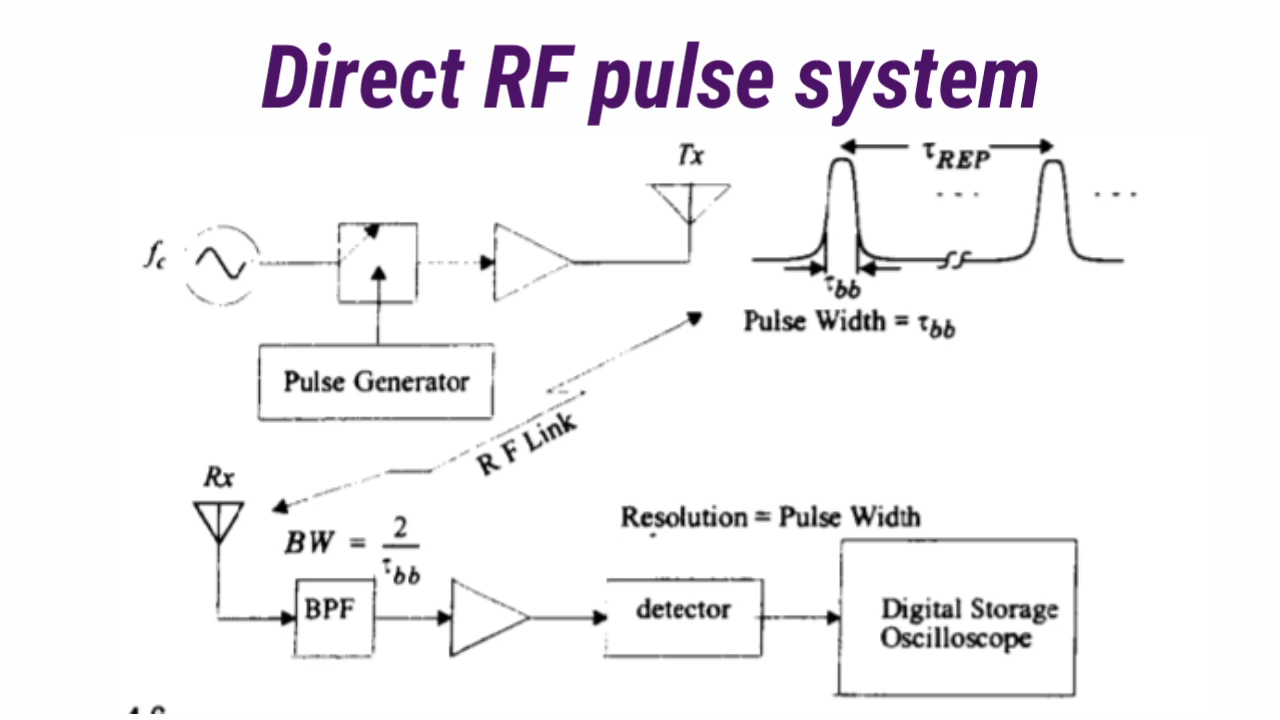 Direct RF pulse system
Tx
τREP
. . .
. . .
fc
τbb
Pulse Width = τbb
Pulse Generator
R F Link
Rx
Resolution = Pulse Width
BW = 2/τbb
BPF
detector
Digital Storage
Oscilloscope